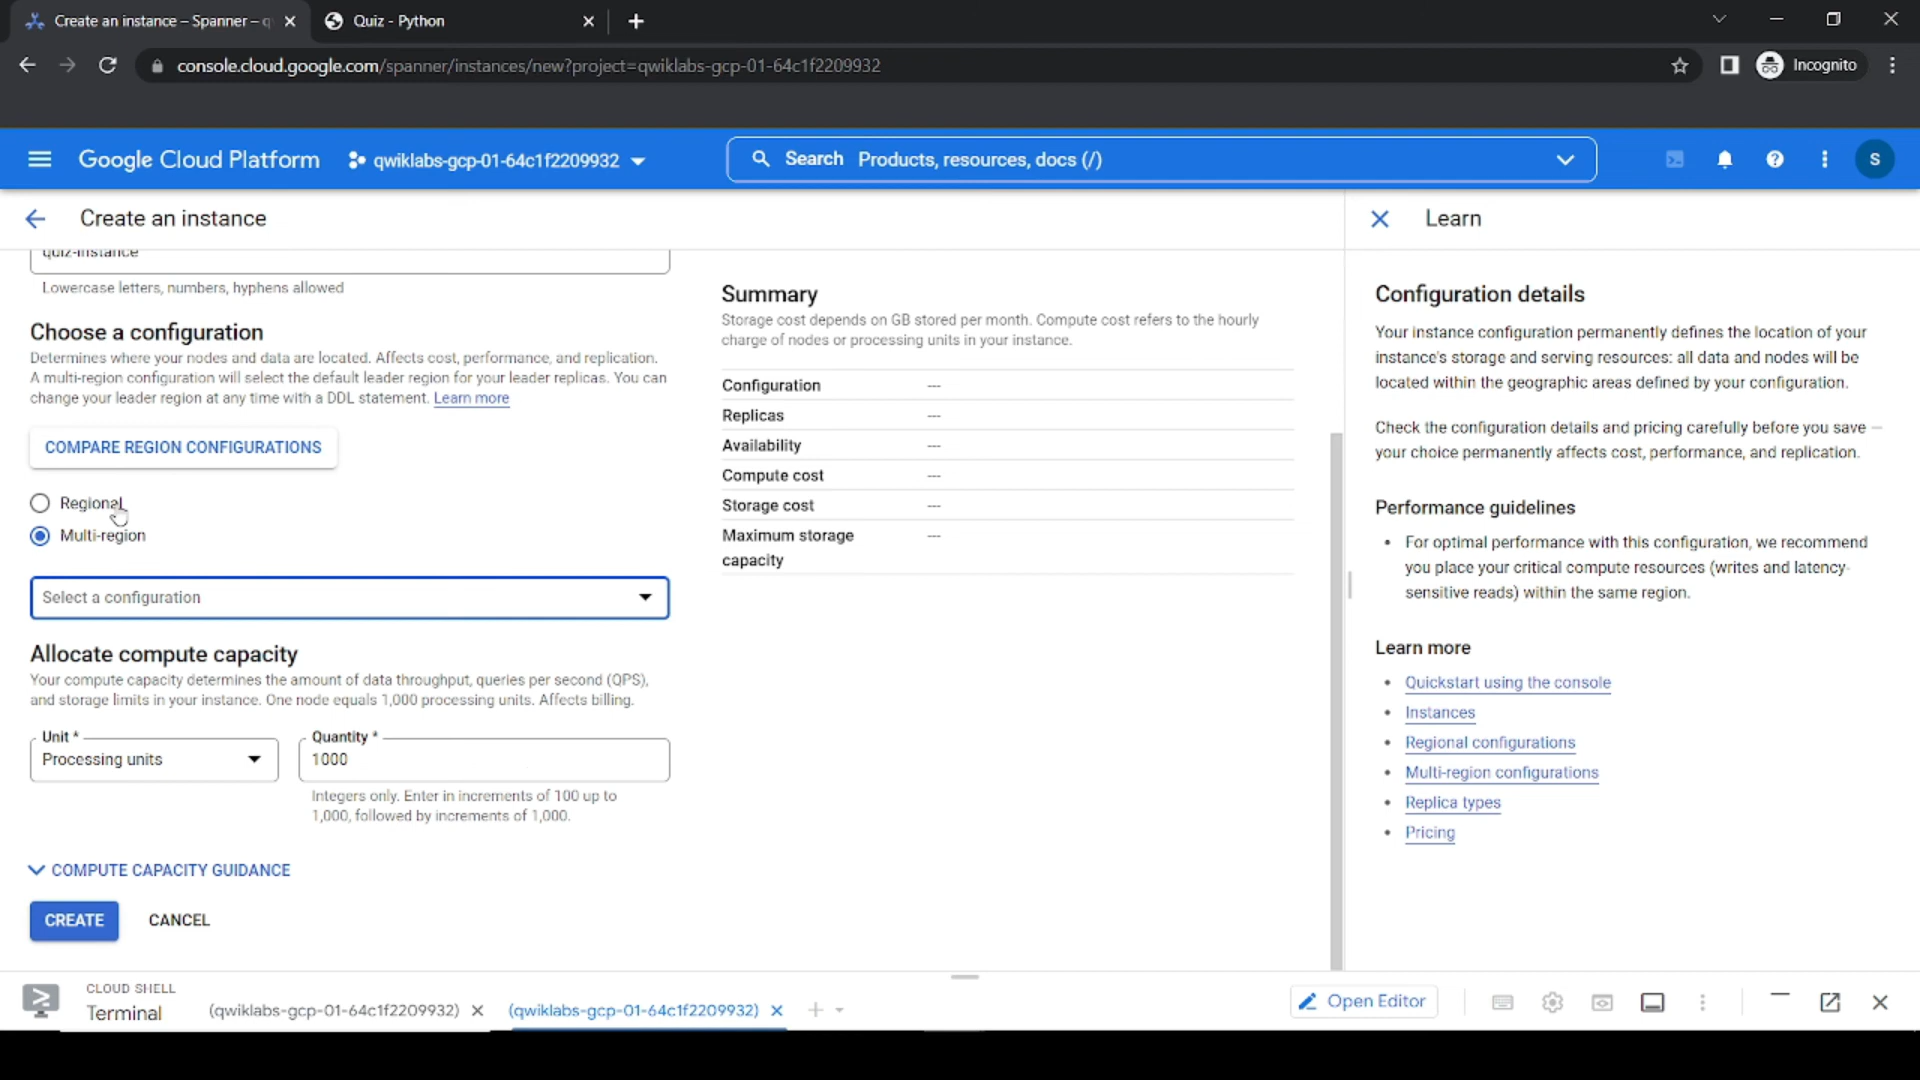 Create an instance – Spanner – q
Quiz - Python
console.cloud.google.com/spanner/instances/new?project=qwiklabs-gcp-01-64c1f2209932
Incognito
Google Cloud Platform
qwiklabs-gcp-01-64c1f2209932
Search Products, resources, docs (/)
S
Create an instance
Learn
quiz-instance
Lowercase letters, numbers, hyphens allowed
Choose a configuration
Determines where your nodes and data are located. Affects cost, performance, and replication.
A multi-region configuration will select the default leader region for your leader replicas. You can
change your leader region at any time with a DDL statement. Learn more
COMPARE REGION CONFIGURATIONS
Regional
Multi-region
Select a configuration
Allocate compute capacity
Your compute capacity determines the amount of data throughput, queries per second (QPS),
and storage limits in your instance. One node equals 1,000 processing units. Affects billing.
Unit *
Processing units
Quantity *
1000
Integers only. Enter in increments of 100 up to
1,000, followed by increments of 1,000.
COMPUTE CAPACITY GUIDANCE
CREATE
CANCEL
Summary
Storage cost depends on GB stored per month. Compute cost refers to the hourly
charge of nodes or processing units in your instance.
Configuration ---
Replicas ---
Availability ---
Compute cost ---
Storage cost ---
Maximum storage ---
capacity
Configuration details
Your instance configuration permanently defines the location of your
instance's storage and serving resources: all data and nodes will be
located within the geographic areas defined by your configuration.
Check the configuration details and pricing carefully before you save —
your choice permanently affects cost, performance, and replication.
Performance guidelines
• For optimal performance with this configuration, we recommend
you place your critical compute resources (writes and latency-
sensitive reads) within the same region.
Learn more
• Quickstart using the console
• Instances
• Regional configurations
• Multi-region configurations
• Replica types
• Pricing
CLOUD SHELL
Terminal
(qwiklabs-gcp-01-64c1f2209932)
(qwiklabs-gcp-01-64c1f2209932)
Open Editor